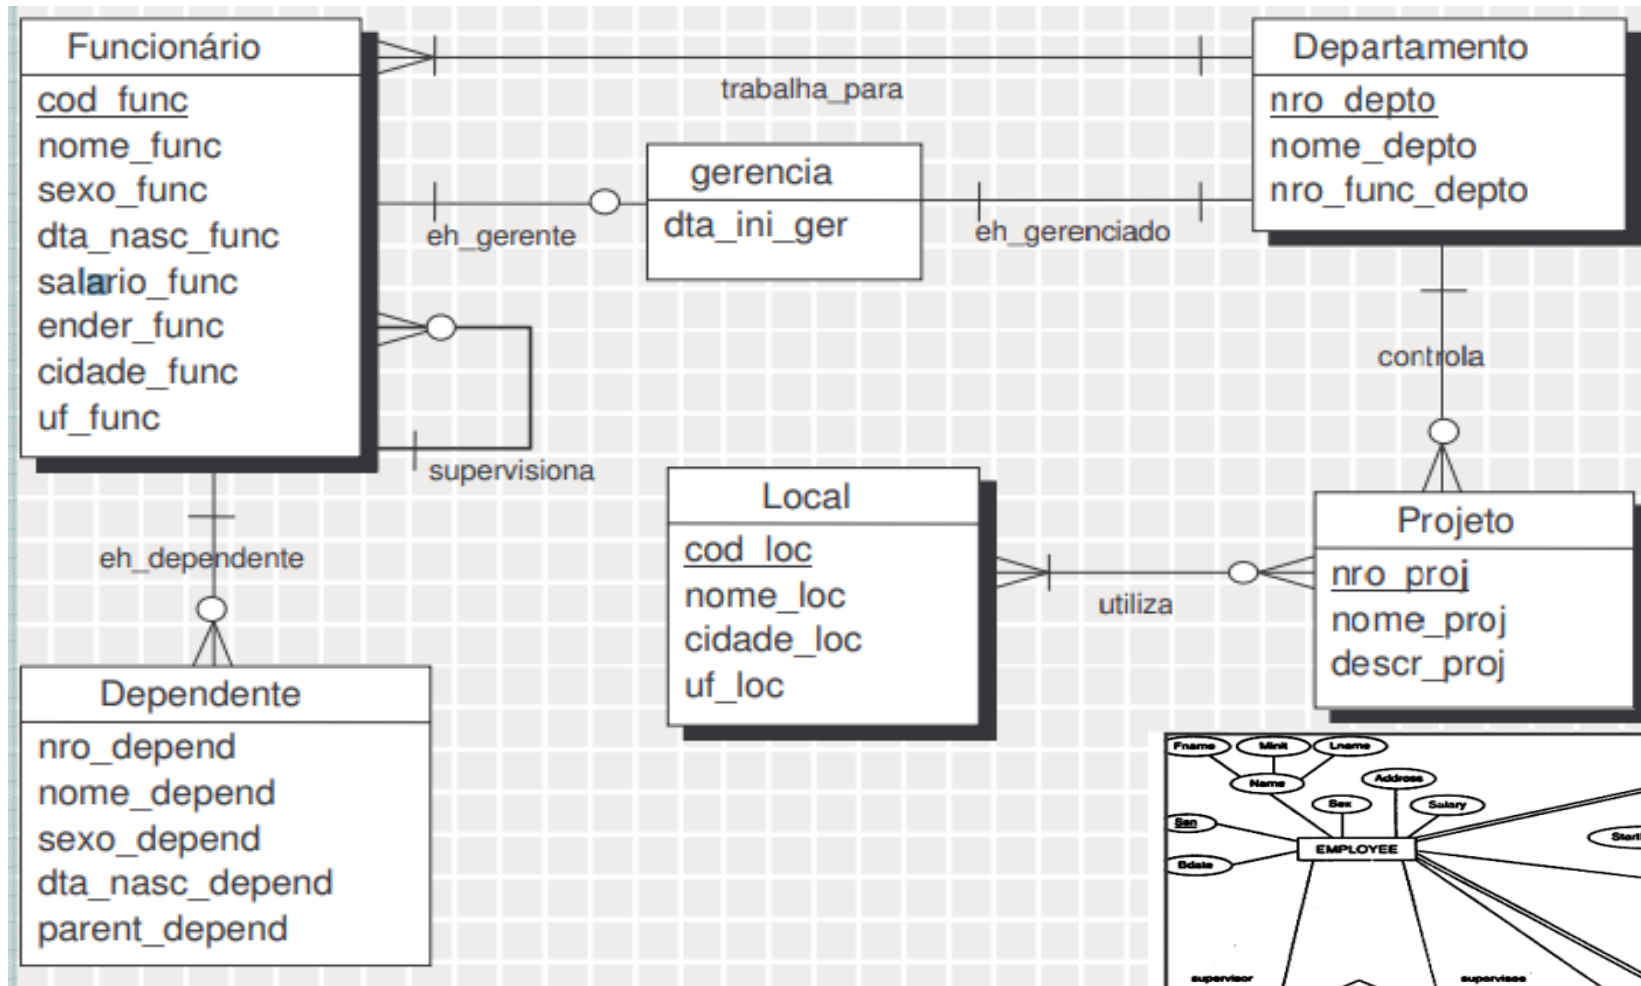 Funcionário
cod_func
nome_func
sexo_func
dta_nasc_func
salario_func
ender_func
cidade_func
uf_func
trabalha_para
Departamento
nro_depto
nome_depto
nro_func_depto
gerencia
dta_ini_ger
eh_gerente
eh_gerenciado
supervisiona
controla
eh_dependente
Local
cod_loc
nome_loc
cidade_loc
uf_loc
utiliza
Projeto
nro_proj
nome_proj
descr_proj
Dependente
nro_depend
nome_depend
sexo_depend
dta_nasc_depend
parent_depend
Fname
Minit
Lname
Name
Address
Sex
Salary
Ssn
Bdate
EMPLOYEE
Start
supervisor
supervisee